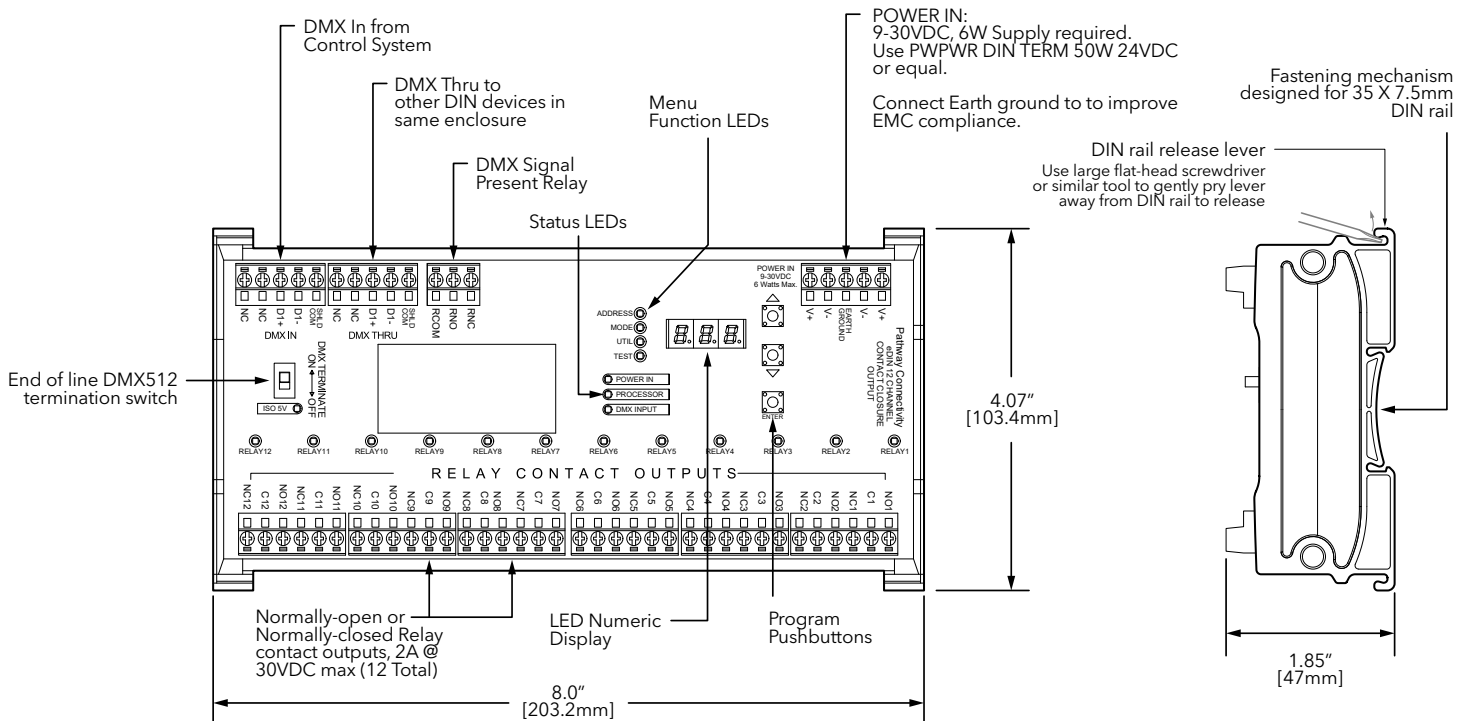 DMX In from
Control System
DMX Thru to
other DIN devices in
same enclosure
DMX Signal
Present Relay
Status LEDs
Menu
Function LEDs
POWER IN:
9-30VDC, 6W Supply required.
Use PWPWR DIN TERM 50W 24VDC
or equal.
Connect Earth ground to to improve
EMC compliance.
Fastening mechanism
designed for 35 X 7.5mm
DIN rail
DIN rail release lever
Use large flat-head screwdriver
or similar tool to gently pry lever
away from DIN rail to release
End of line DMX512
termination switch
NC
NC
D1+
D1-
SHLD
COM
DMX IN
NC
NC
D1+
D1-
SHLD
COM
DMX THRU
RCOM
RNO
RNC
ADDRESS
MODE
UTIL
TEST
8.8.8.
POWER IN
PROCESSOR
DMX INPUT
POWER IN
9-30VDC
6 Watts Max.
ENTER
V+
V-
EARTH
GROUND
V-
V+
Pathway Connectivity
eDIN 12 CHANNEL
CONTACT CLOSURE
OUTPUT
DMX TERMINATE
ON OFF
ISO 5V
RELAY12 RELAY11 RELAY10 RELAY9 RELAY8 RELAY7 RELAY6 RELAY5 RELAY4 RELAY3 RELAY2 RELAY1
RELAY CONTACT OUTPUTS
NC12 C12 NO12 NC11 C11 NO11 NC10 C10 NO10 NC9 C9 NO9 NC8 C8 NO8 NC7 C7 NO7 NC6 C6 NO6 NC5 C5 NO5 NC4 C4 NO4 NC3 C3 NO3 NC2 C2 NO2 NC1 C1 NO1
Normally-open or
Normally-closed Relay
contact outputs, 2A @
30VDC max (12 Total)
LED Numeric
Display
Program
Pushbuttons
4.07”
[103.4mm]
8.0”
[203.2mm]
1.85”
[47mm]